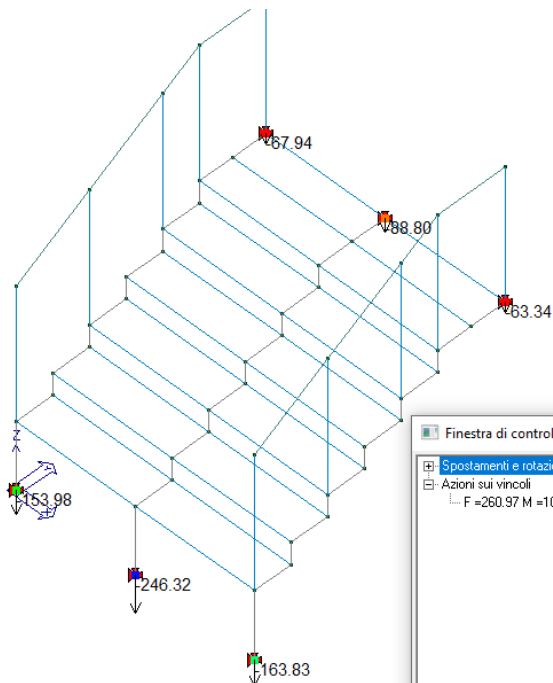 -67.94
-88.80
-63.34
Z
-153.98
-246.32
-163.83
Finestra di control
Spostamenti e rotazi
Azioni sui vincoli
F =260.97 M =10